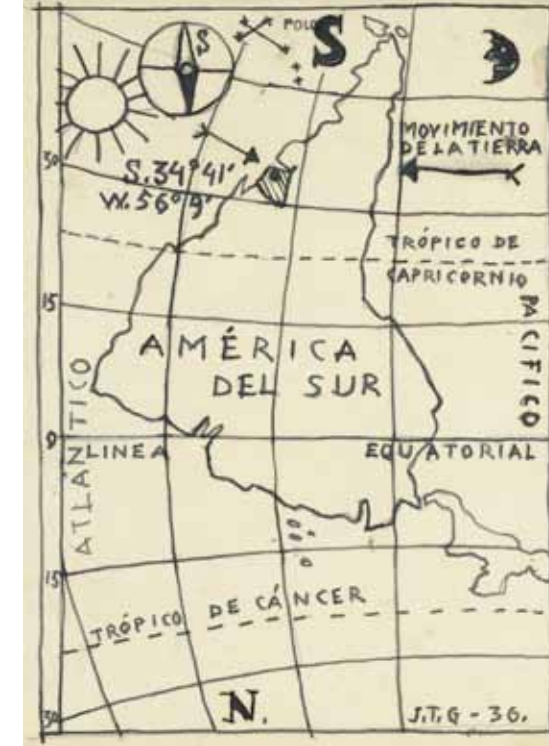 S
POLO
S
30
S. 34°41'
W. 56°9'
MOVIMIENTO
DE LA TIERRA
TRÓPICO DE
CAPRICORNIO
15
AMÉRICA
DEL SUR
PACIFICO
ATLÁNTICO
0
LINEA EQUATORIAL
15
TRÓPICO DE CÁNCER
30
N.
J.T.G - 36.